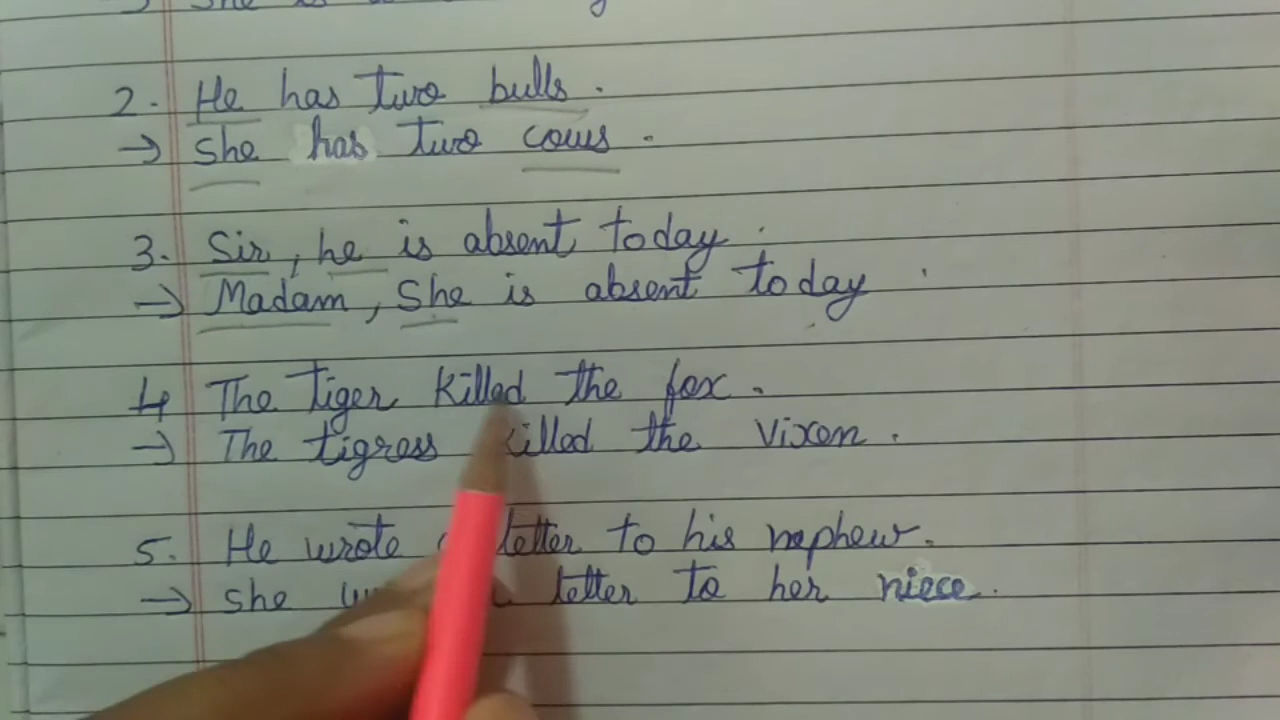 She is
2. He has two bulls.
→ She has two cows.
3. Sir, he is absent today.
→ Madam, She is absent today.
4 The tiger killed the fox.
→ The tigress killed the vixen.
5. He wrote letter to his nephew.
→ She letter to her niece.